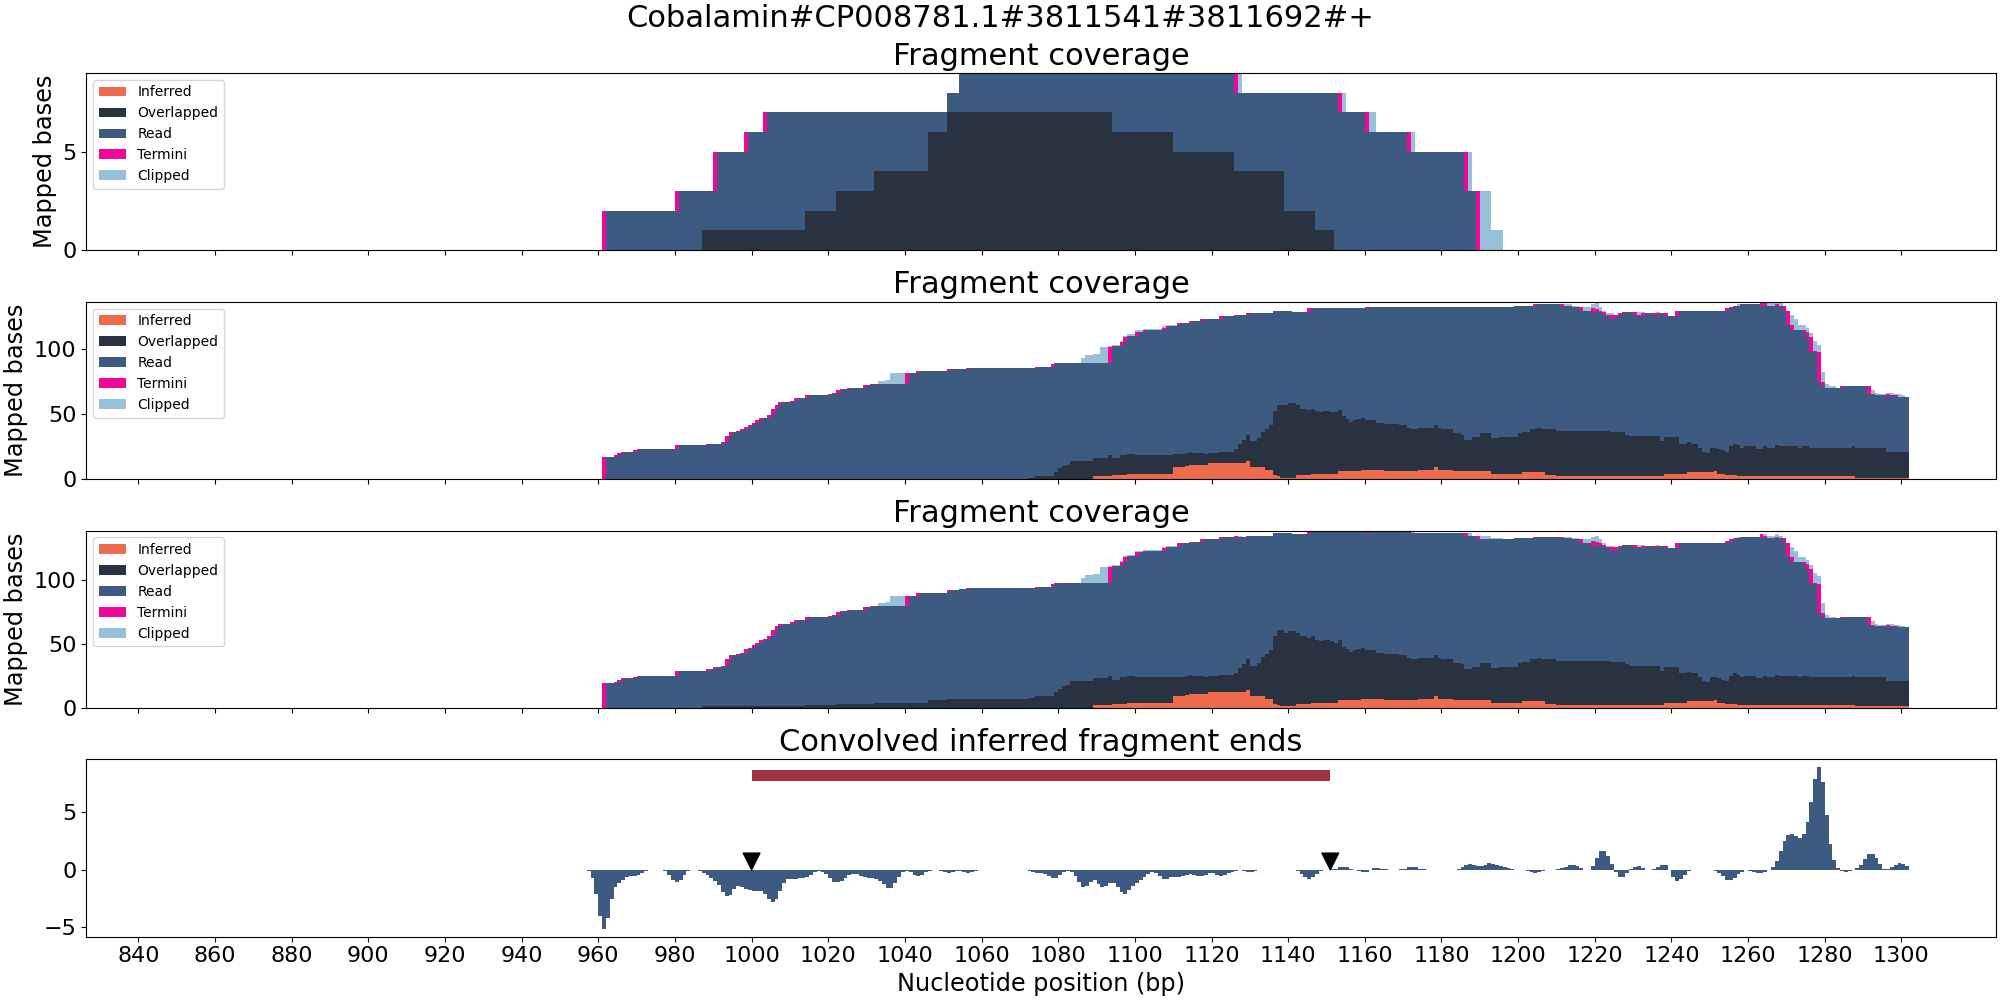 Cobalamin#CP008781.1#3811541#3811692#+
Fragment coverage
Mapped bases
5
0
Inferred
Overlapped
Read
Termini
Clipped
Fragment coverage
Mapped bases
100
50
0
Inferred
Overlapped
Read
Termini
Clipped
Fragment coverage
Mapped bases
100
50
0
Inferred
Overlapped
Read
Termini
Clipped
Convolved inferred fragment ends
5
0
−5
840 860 880 900 920 940 960 980 1000 1020 1040 1060 1080 1100 1120 1140 1160 1180 1200 1220 1240 1260 1280 1300
Nucleotide position (bp)